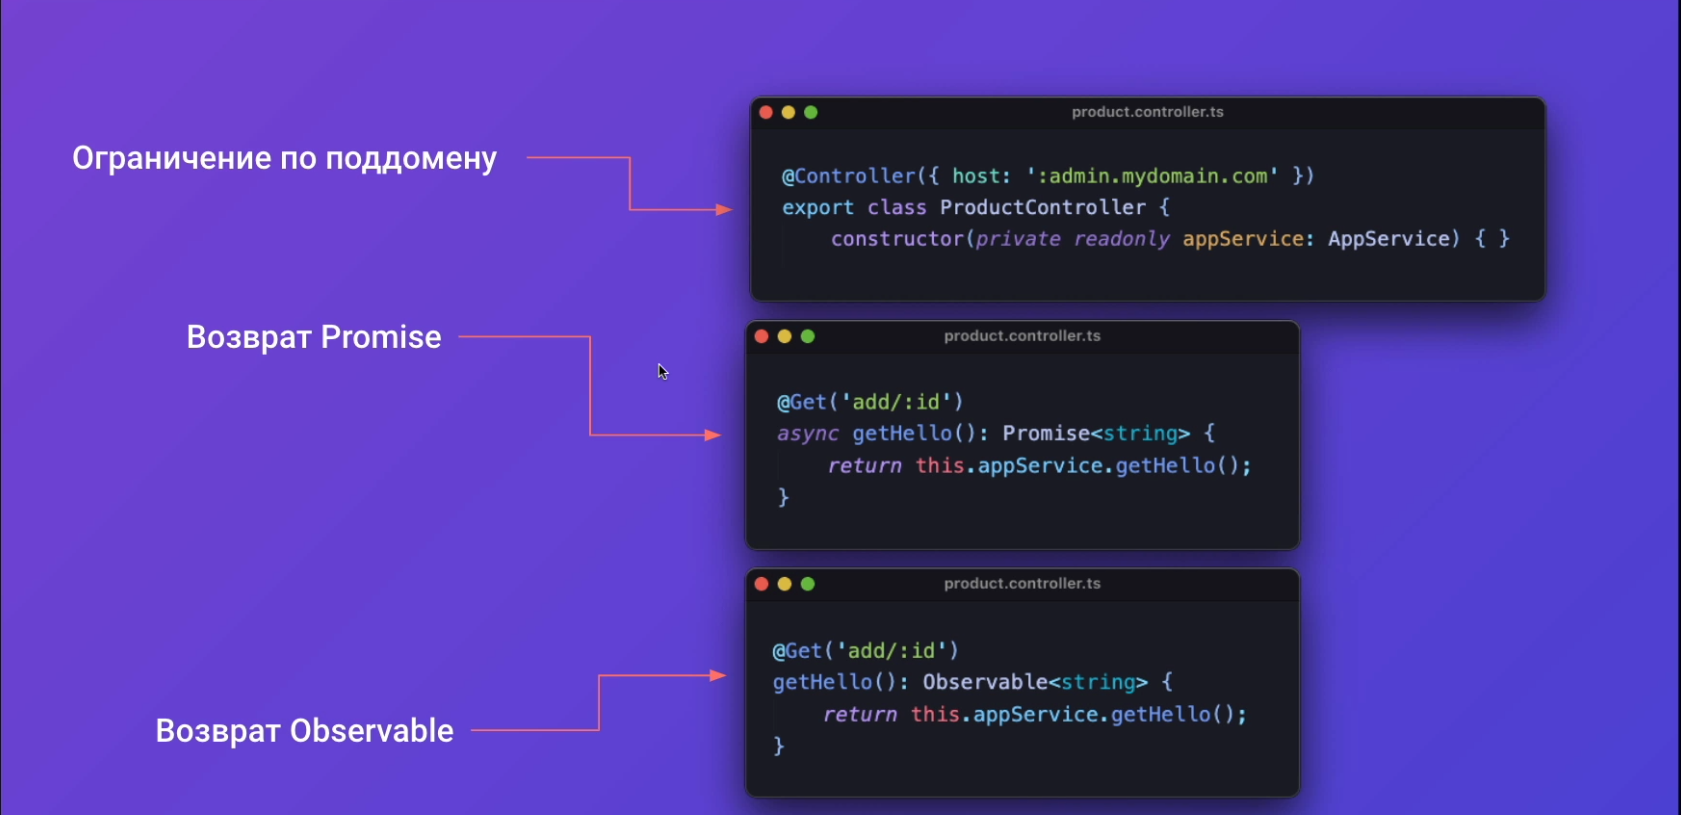 Ограничение по поддомену
product.controller.ts
@Controller({ host: ':admin.mydomain.com' })
export class ProductController {
constructor(private readonly appService: AppService) { }
Возврат Promise
product.controller.ts
@Get('add/:id')
async getHello(): Promise<string> {
return this.appService.getHello();
}
Возврат Observable
product.controller.ts
@Get('add/:id')
getHello(): Observable<string> {
return this.appService.getHello();
}